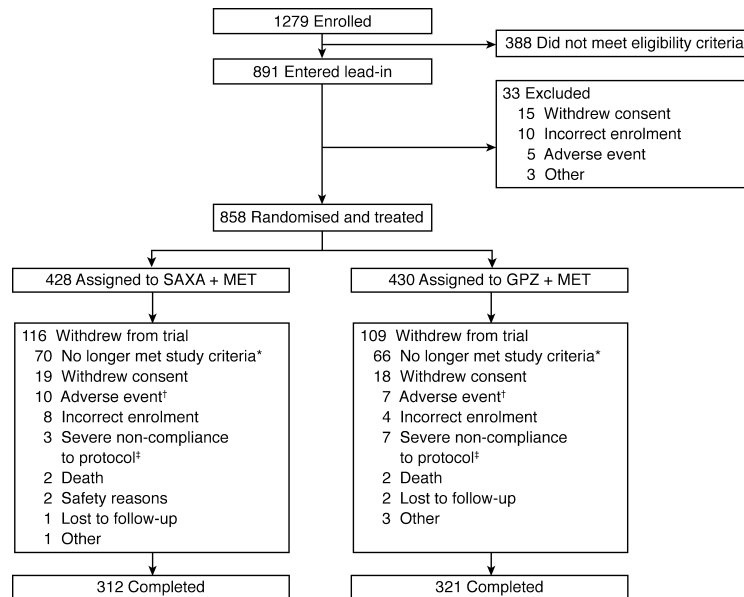 1279 Enrolled
388 Did not meet eligibility criteria
891 Entered lead-in
33 Excluded
15 Withdrew consent
10 Incorrect enrolment
5 Adverse event
3 Other
858 Randomised and treated
428 Assigned to SAXA + MET
430 Assigned to GPZ + MET
116 Withdrew from trial
70 No longer met study criteria*
19 Withdrew consent
10 Adverse event†
8 Incorrect enrolment
3 Severe non-compliance
to protocol‡
2 Death
2 Safety reasons
1 Lost to follow-up
1 Other
109 Withdrew from trial
66 No longer met study criteria*
18 Withdrew consent
7 Adverse event†
4 Incorrect enrolment
7 Severe non-compliance
to protocol‡
2 Death
2 Lost to follow-up
3 Other
312 Completed
321 Completed